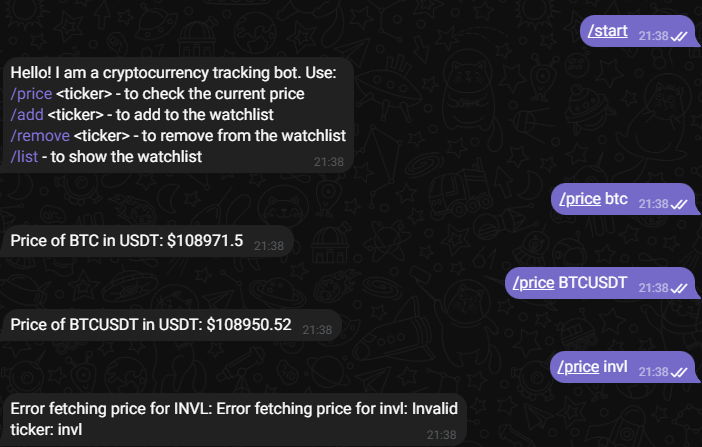 /start 21:38
Hello! I am a cryptocurrency tracking bot. Use:
/price <ticker> - to check the current price
/add <ticker> - to add to the watchlist
/remove <ticker> - to remove from the watchlist
/list - to show the watchlist 21:38
/price btc 21:38
Price of BTC in USDT: $108971.5 21:38
/price BTCUSDT 21:38
Price of BTCUSDT in USDT: $108950.52 21:38
/price invl 21:38
Error fetching price for INVL: Error fetching price for invl: Invalid
ticker: invl 21:38